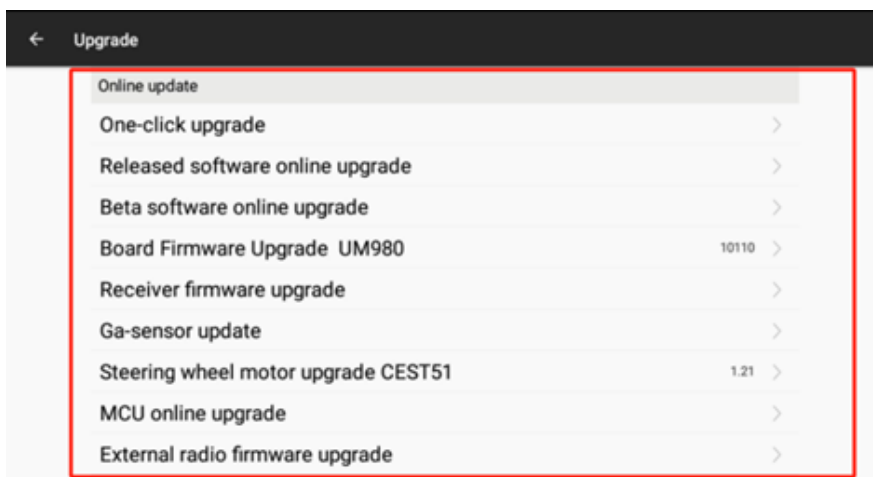 Upgrade
Online update
One-click upgrade
Released software online upgrade
Beta software online upgrade
Board Firmware Upgrade  UM980 10110
Receiver firmware upgrade
Ga-sensor update
Steering wheel motor upgrade CEST51 1.21
MCU online upgrade
External radio firmware upgrade